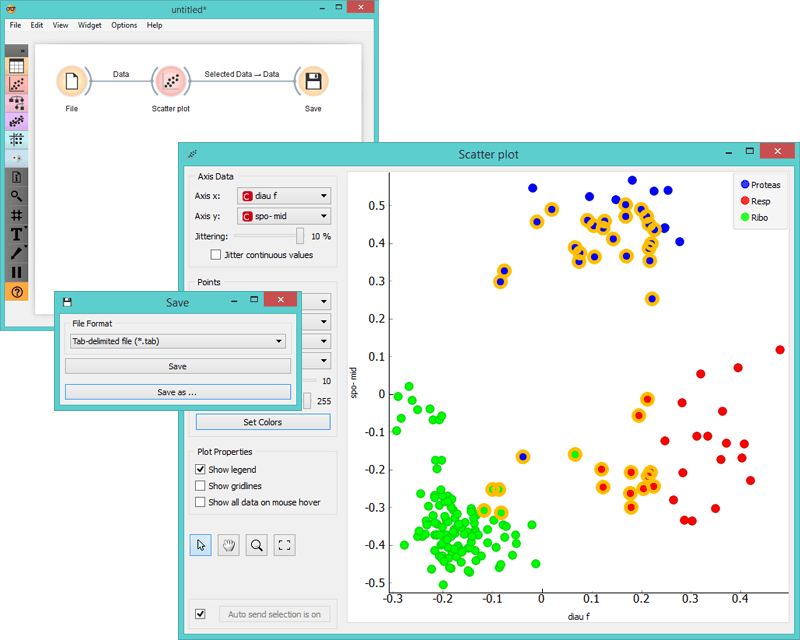 untitled*
File Edit View Widget Options Help
Data
Selected Data → Data
File
Scatter plot
Save
Scatter plot
Axis Data
Axis x: C diau f
Axis y: C spo- mid
Jittering: 10 %
Jitter continuous values
Points
10
255
Set Colors
Plot Properties
Show legend
Show gridlines
Show all data on mouse hover
Auto send selection is on
Save
File Format
Tab-delimited file (*.tab)
Save
Save as ...
Proteas
Resp
Ribo
spo- mid
0.5
0.4
0.3
0.2
0.1
0
-0.1
-0.2
-0.3
-0.4
-0.5
-0.3 -0.2 -0.1 0 0.1 0.2 0.3 0.4
diau f